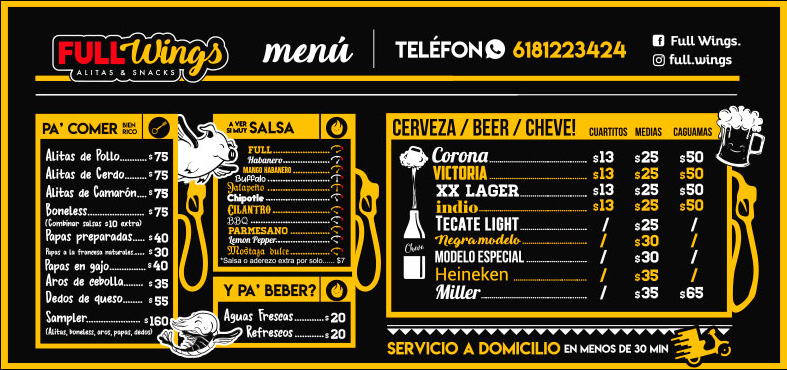 FULL Wings
ALITAS & SNACKS
menú
TELÉFONO 6181223424
Full Wings.
full.wings
PA' COMER BIEN RICO
Alitas de Pollo..........$75
Alitas de Cerdo..........$75
Alitas de Camarón........$75
Boneless.................$75
(Combinar salsas $10 extra)
Papas preparadas.....$40
Papas a la francesa naturales....$30
Papas en gajo............$40
Aros de cebolla..........$35
Dedos de queso..........$55
Sampler..................$160
(Alitas, boneless, aros, papas, dedos)
A VER SI MUY SALSA
FULL
Habanero
MANGO HABANERO
Buffalo
Jalapeño
Chipotle
CILANTRO
BBQ
PARMESANO
Lemon Pepper
Mostaza dulce
*Salsa o aderezo extra por solo...... $7
Y PA' BEBER?
Aguas Frescas............$20
Refrescos................$20
CERVEZA / BEER / CHEVE! CUARTITOS MEDIAS CAGUAMAS
Corona $13 $25 $50
VICTORIA $13 $25 $50
XX LAGER $13 $25 $50
indio $13 $25 $50
TECATE LIGHT / $25 /
Negra modelo / $30 /
MODELO ESPECIAL / $30 /
Heineken / $35 /
Miller / $35 $65
Cheve
SERVICIO A DOMICILIO EN MENOS DE 30 MIN